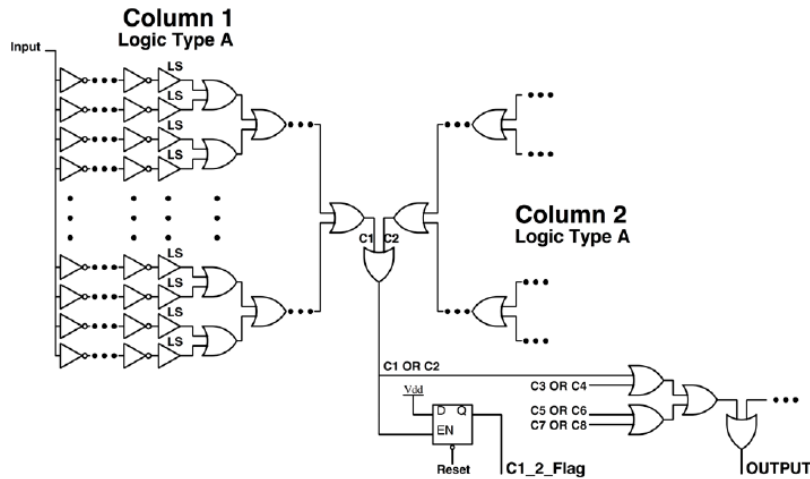 Column 1
Logic Type A
Input
LS
LS
LS
LS
LS
LS
LS
LS
C1 C2
Column 2
Logic Type A
C1 OR C2
C3 OR C4
C5 OR C6
C7 OR C8
Vdd
D Q
EN
Reset
C1_2_Flag
OUTPUT